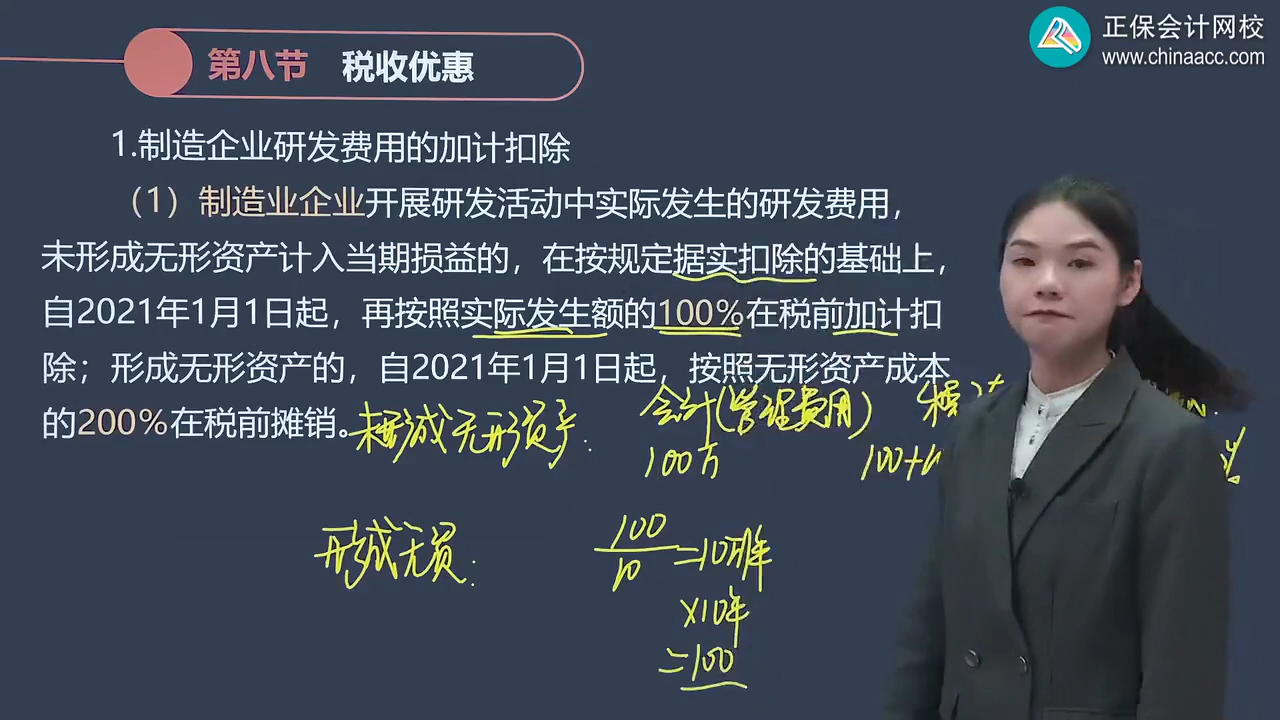 正保会计网校
www.chinaacc.com
第八节 税收优惠
1.制造企业研发费用的加计扣除
（1）制造业企业开展研发活动中实际发生的研发费用，
未形成无形资产计入当期损益的，在按规定据实扣除的基础上，
自2021年1月1日起，再按照实际发生额的100%在税前加计扣
除；形成无形资产的，自2021年1月1日起，按照无形资产成本
的200%在税前摊销。
未形成无形资产：
会计(管理费用)
100万
100+
形成无资：
100
10
=10万/年
×10年
=100